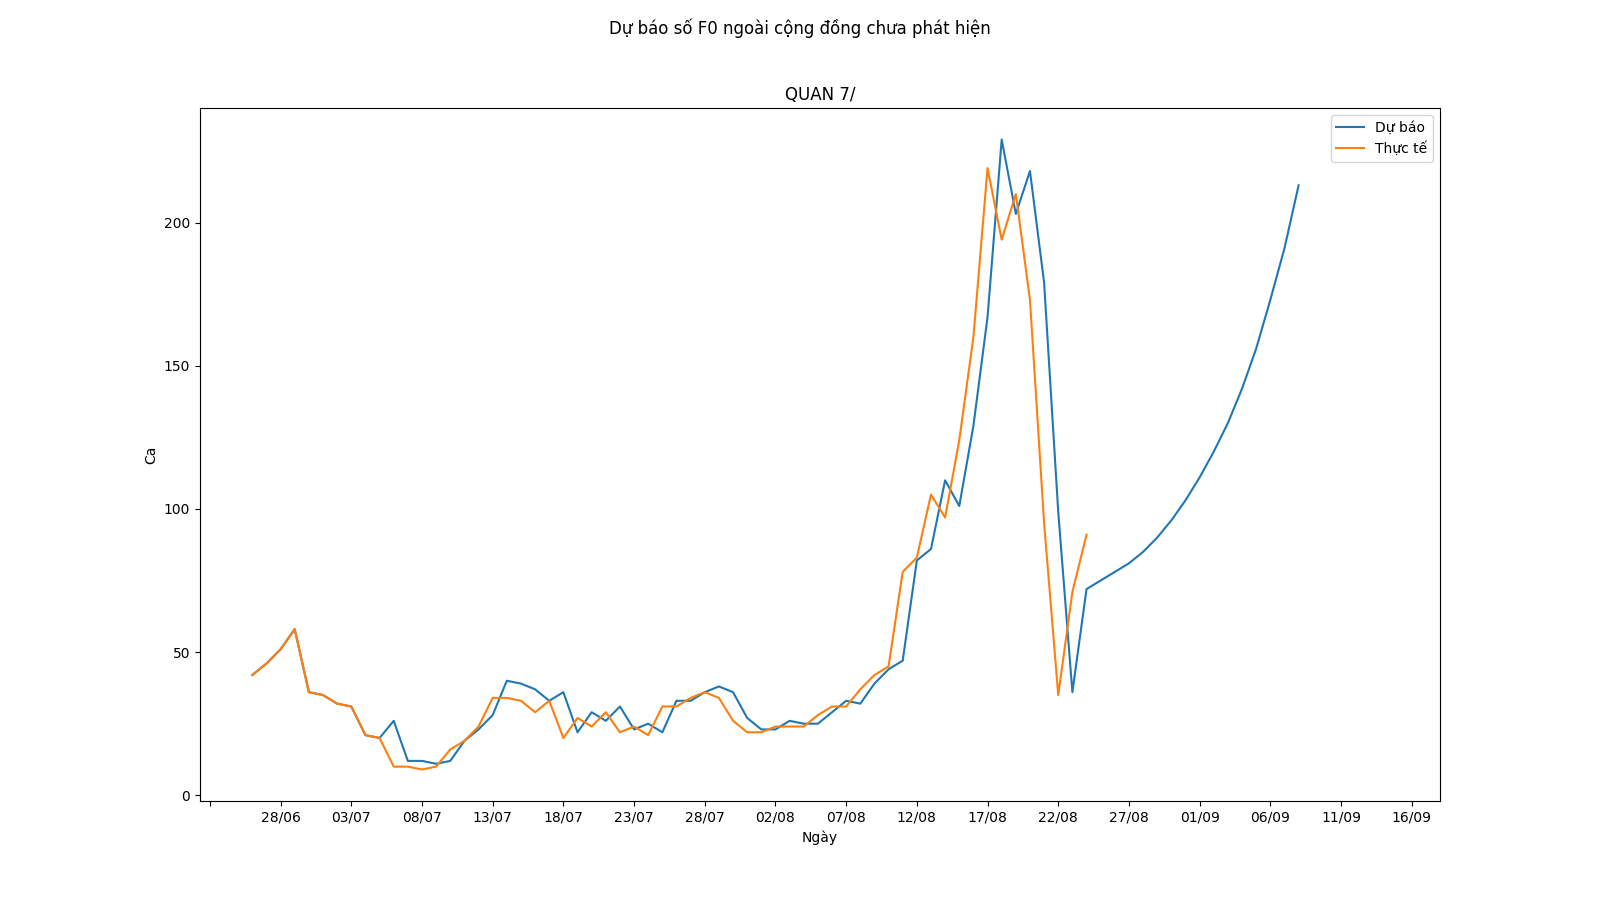 Dự báo số F0 ngoài cộng đồng chưa phát hiện
QUAN 7/
Dự báo
Thực tế
200
150
Ca
100
50
0
28/06 03/07 08/07 13/07 18/07 23/07 28/07 02/08 07/08 12/08 17/08 22/08 27/08 01/09 06/09 11/09 16/09
Ngày